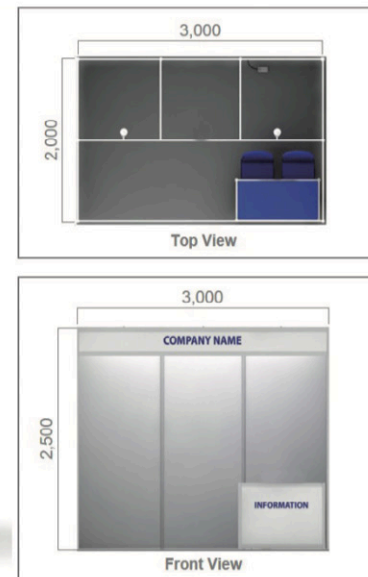 3,000
2,000
Top View
3,000
COMPANY NAME
2,500
INFORMATION
Front View